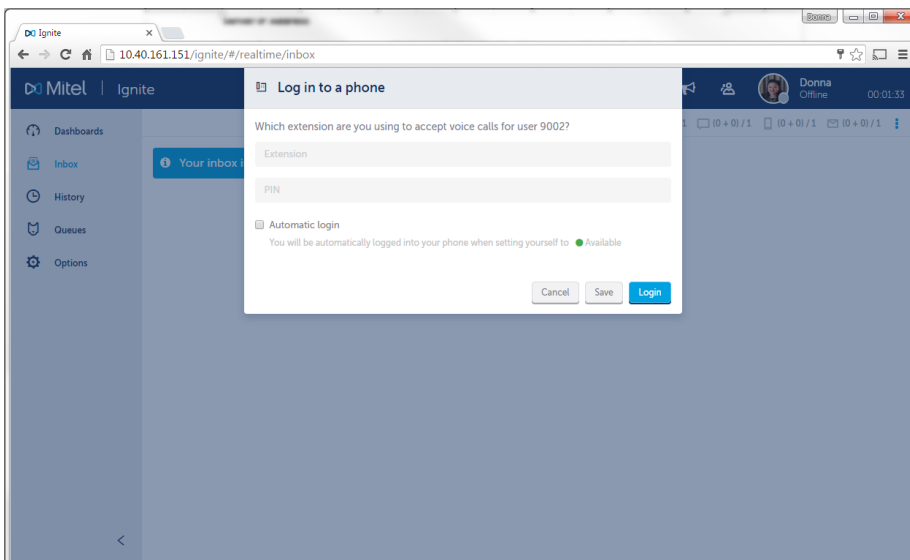 Donna
Ignite
10.40.161.151/ignite/#/realtime/inbox
Mitel | Ignite
Log in to a phone
Donna
Offline
00:01:33
1 (0 + 0) / 1 (0 + 0) / 1 (0 + 0) / 1
Dashboards
Inbox
History
Queues
Options
Your inbox i
Which extension are you using to accept voice calls for user 9002?
Extension
PIN
Automatic login
You will be automatically logged into your phone when setting yourself to Available
Cancel
Save
Login